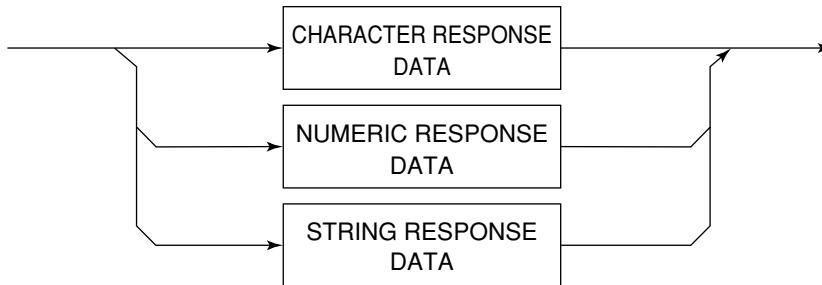 CHARACTER RESPONSE
DATA
NUMERIC RESPONSE
DATA
STRING RESPONSE
DATA